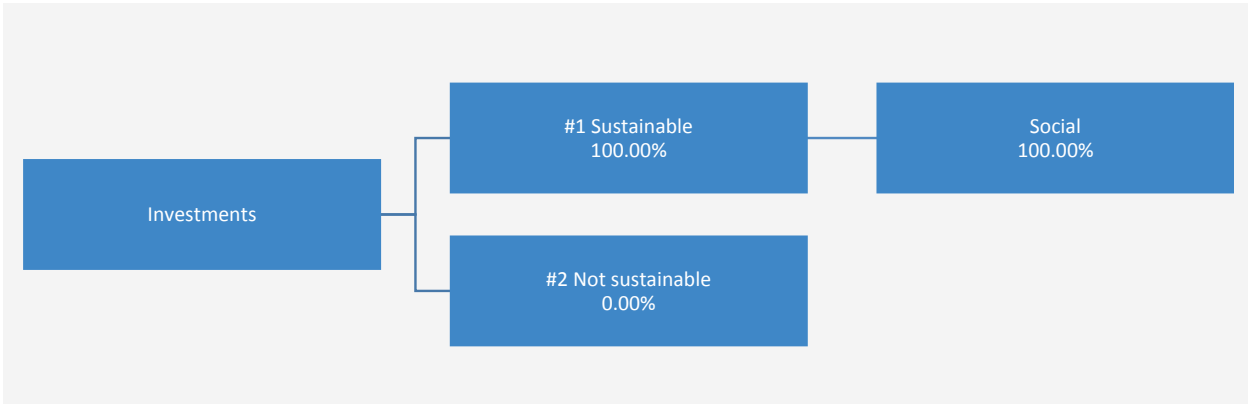 Investments
#1 Sustainable
100.00%
Social
100.00%
#2 Not sustainable
0.00%